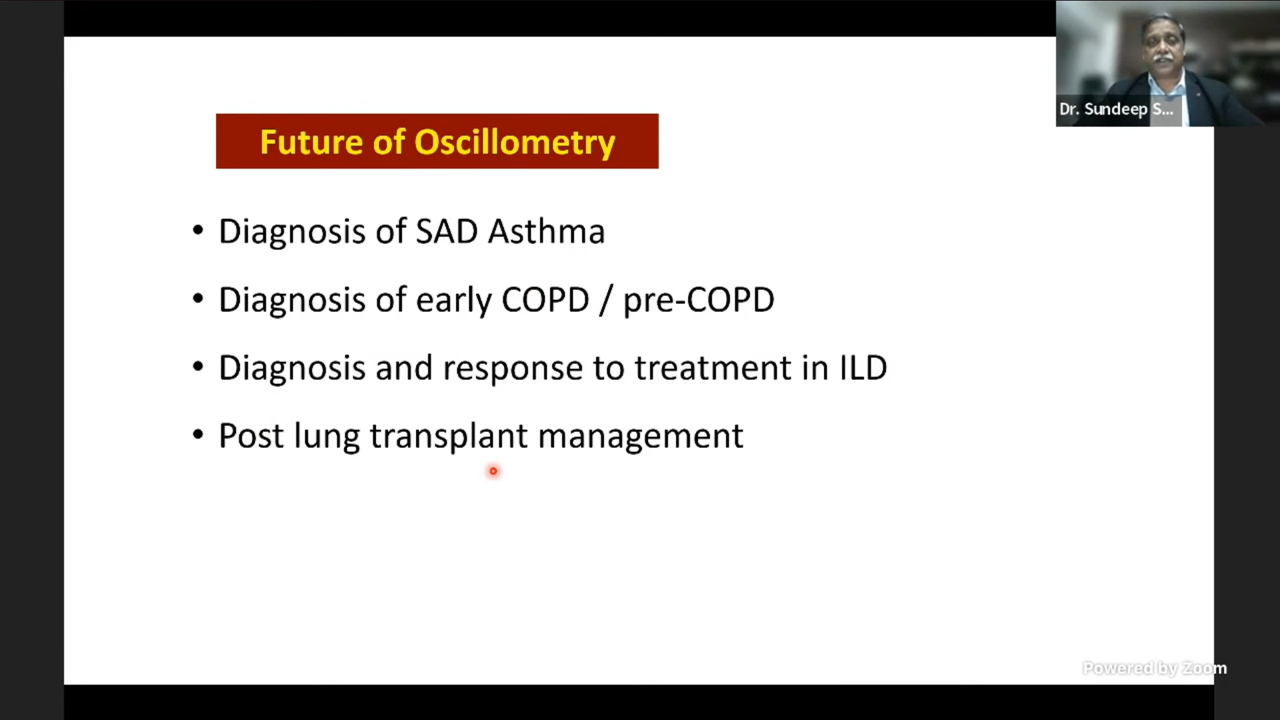 Dr. Sundeep S...
Future of Oscillometry
• Diagnosis of SAD Asthma
• Diagnosis of early COPD / pre-COPD
• Diagnosis and response to treatment in ILD
• Post lung transplant management
Powered by Zoom